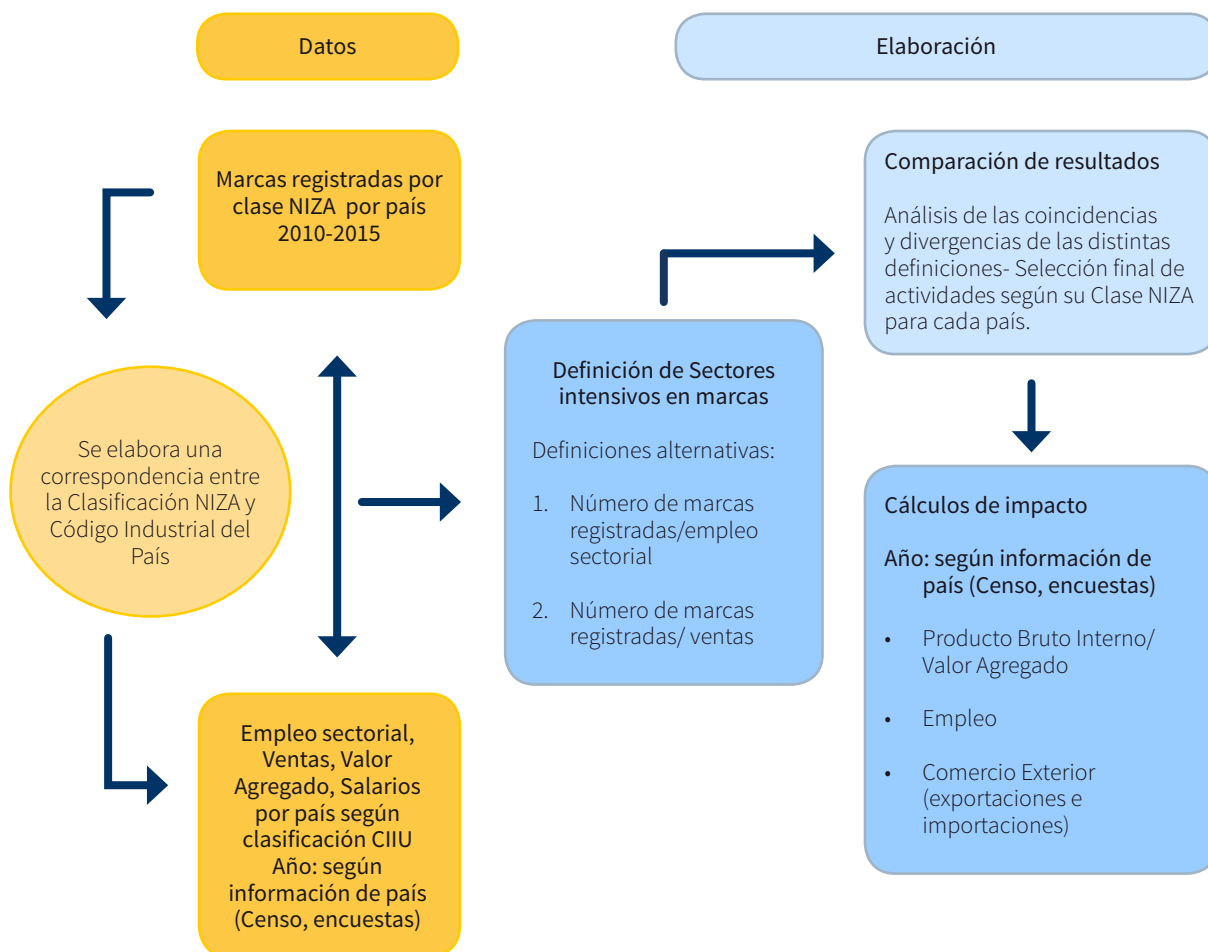 Datos
Elaboración
Marcas registradas por
clase NIZA por país
2010-2015
Se elabora una
correspondencia entre
la Clasificación NIZA y
Código Industrial del
País
Empleo sectorial,
Ventas, Valor
Agregado, Salarios
por país según
clasificación CIIU
Año: según
información de país
(Censo, encuestas)
Definición de Sectores
intensivos en marcas
Definiciones alternativas:
1. Número de marcas
registradas/empleo
sectorial
2. Número de marcas
registradas/ ventas
Comparación de resultados
Análisis de las coincidencias
y divergencias de las distintas
definiciones- Selección final de
actividades según su Clase NIZA
para cada país.
Cálculos de impacto
Año: según información de
país (Censo, encuestas)
• Producto Bruto Interno/
Valor Agregado
• Empleo
• Comercio Exterior
(exportaciones e
importaciones)